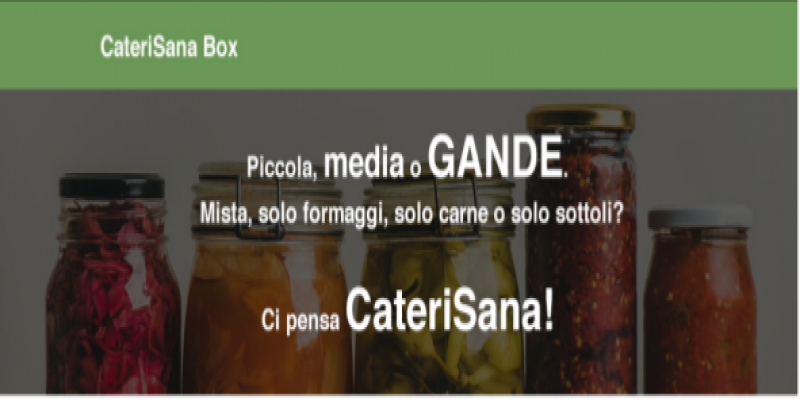 CateriSana Box
Piccola, media o GANDE.
Mista, solo formaggi, solo carne o solo sottoli?
Ci pensa CateriSana!